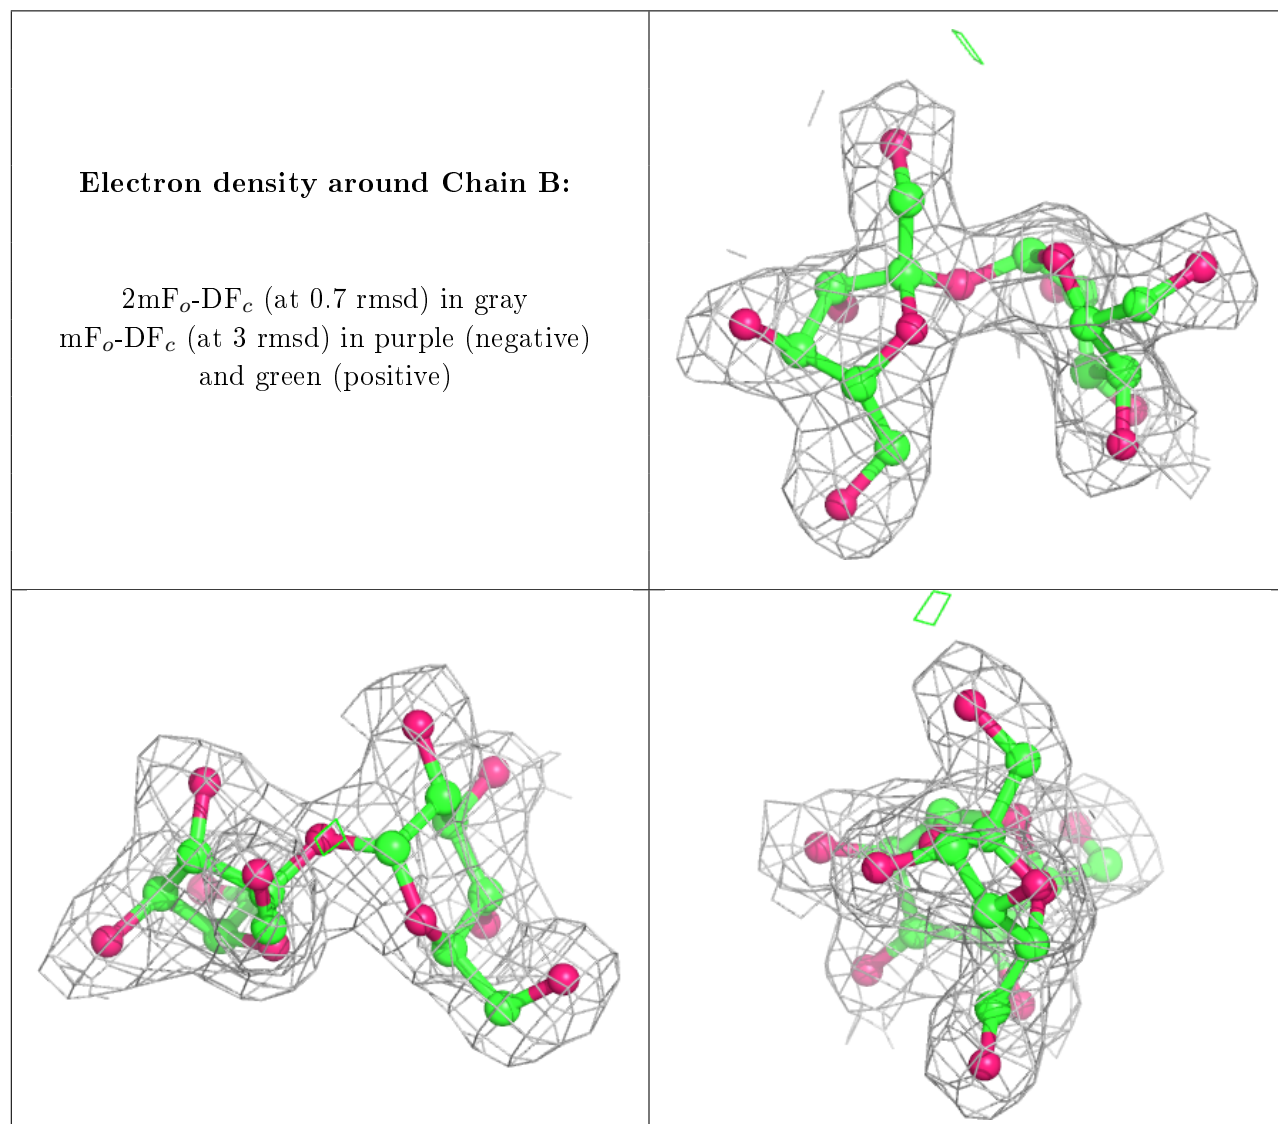 Electron density around Chain B:
2mFₒ-DF𝒸 (at 0.7 rmsd) in gray
mFₒ-DF𝒸 (at 3 rmsd) in purple (negative)
and green (positive)